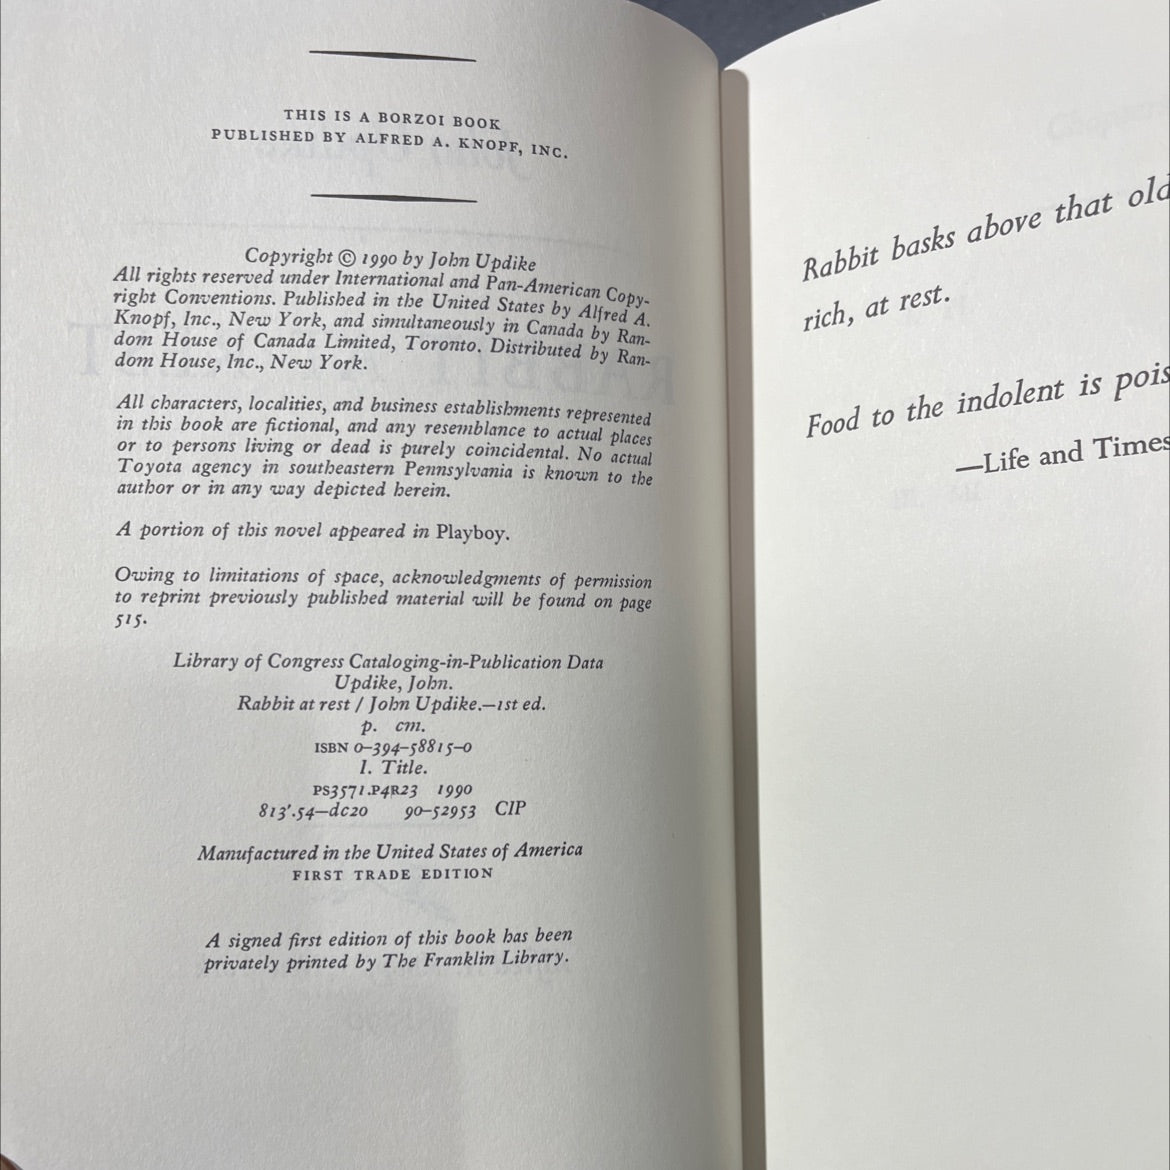 THIS IS A BORZOI BOOK
PUBLISHED BY ALFRED A. KNOPF, INC.
Copyright © 1990 by John Updike
All rights reserved under International and Pan-American Copy-
right Conventions. Published in the United States by Alfred A.
Knopf, Inc., New York, and simultaneously in Canada by Ran-
dom House of Canada Limited, Toronto. Distributed by Ran-
dom House, Inc., New York.
All characters, localities, and business establishments represented
in this book are fictional, and any resemblance to actual places
or to persons living or dead is purely coincidental. No actual
Toyota agency in southeastern Pennsylvania is known to the
author or in any way depicted herein.
A portion of this novel appeared in Playboy.
Owing to limitations of space, acknowledgments of permission
to reprint previously published material will be found on page
515.
Library of Congress Cataloging-in-Publication Data
Updike, John.
Rabbit at rest / John Updike.—1st ed.
p. cm.
ISBN 0-394-58815-0
I. Title.
PS3571.P4R23 1990
813'.54—dc20 90-52953 CIP
Manufactured in the United States of America
FIRST TRADE EDITION
A signed first edition of this book has been
privately printed by The Franklin Library.
Rabbit basks above that old
rich, at rest.
Food to the indolent is pois
—Life and Times